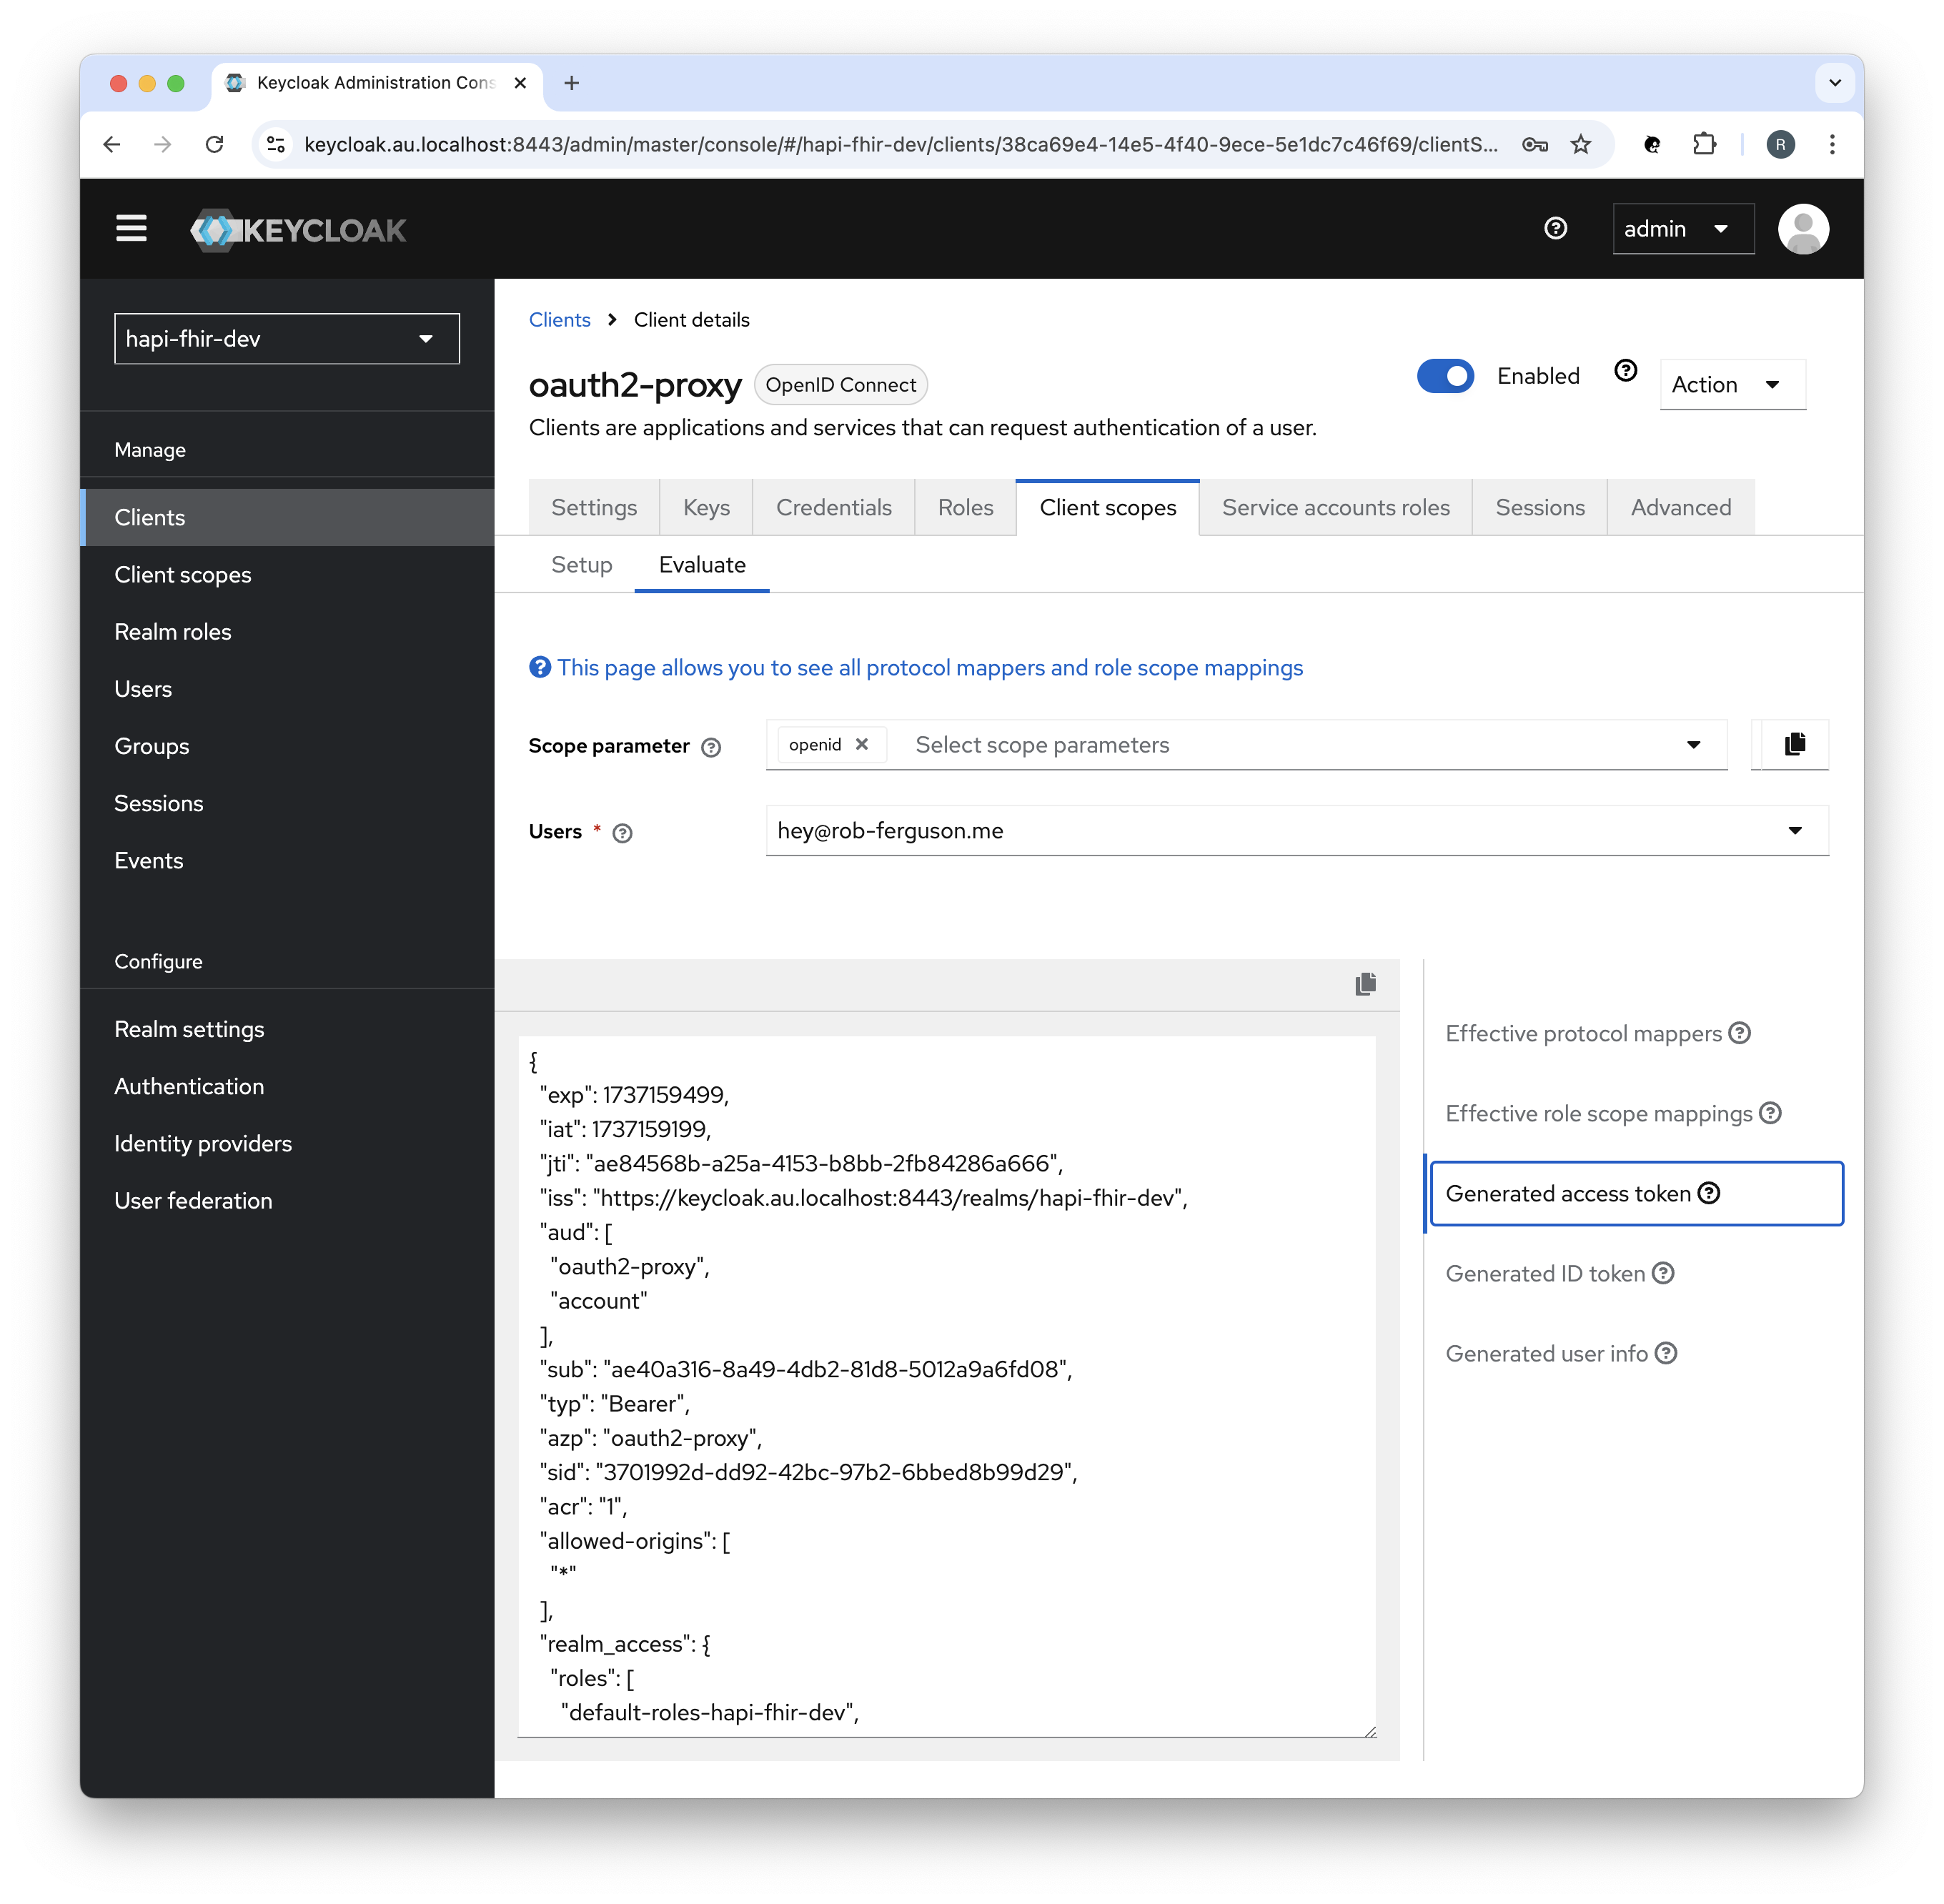 Keycloak Administration Cons
keycloak.au.localhost:8443/admin/master/console/#/hapi-fhir-dev/clients/38ca69e4-14e5-4f40-9ece-5e1dc7c46f69/clientS...
R
KEYCLOAK
admin
hapi-fhir-dev
Manage
Clients
Client scopes
Realm roles
Users
Groups
Sessions
Events
Configure
Realm settings
Authentication
Identity providers
User federation
Clients > Client details
oauth2-proxy OpenID Connect
Enabled
Action
Clients are applications and services that can request authentication of a user.
Settings Keys Credentials Roles Client scopes Service accounts roles Sessions Advanced
Setup Evaluate
This page allows you to see all protocol mappers and role scope mappings
Scope parameter openid Select scope parameters
Users * hey@rob-ferguson.me
{
"exp": 1737159499,
"iat": 1737159199,
"jti": "ae84568b-a25a-4153-b8bb-2fb84286a666",
"iss": "https://keycloak.au.localhost:8443/realms/hapi-fhir-dev",
"aud": [
"oauth2-proxy",
"account"
],
"sub": "ae40a316-8a49-4db2-81d8-5012a9a6fd08",
"typ": "Bearer",
"azp": "oauth2-proxy",
"sid": "3701992d-dd92-42bc-97b2-6bbed8b99d29",
"acr": "1",
"allowed-origins": [
"*"
],
"realm_access": {
"roles": [
"default-roles-hapi-fhir-dev",
Effective protocol mappers
Effective role scope mappings
Generated access token
Generated ID token
Generated user info